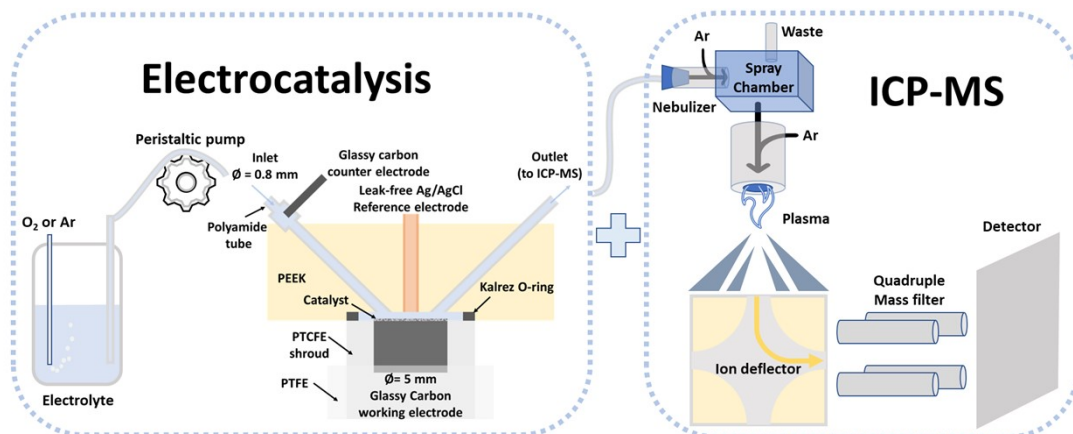 Electrocatalysis
Peristaltic pump
Inlet
Ø = 0.8 mm
Glassy carbon
counter electrode
Leak-free Ag/AgCl
Reference electrode
Outlet
(to ICP-MS)
O₂ or Ar
Polyamide
tube
PEEK
Catalyst
Kalrez O-ring
PTCFE
shroud
PTFE
Ø= 5 mm
Glassy Carbon
working electrode
Electrolyte
ICP-MS
Waste
Ar
Spray
Chamber
Nebulizer
Ar
Plasma
Detector
Quadruple
Mass filter
Ion deflector